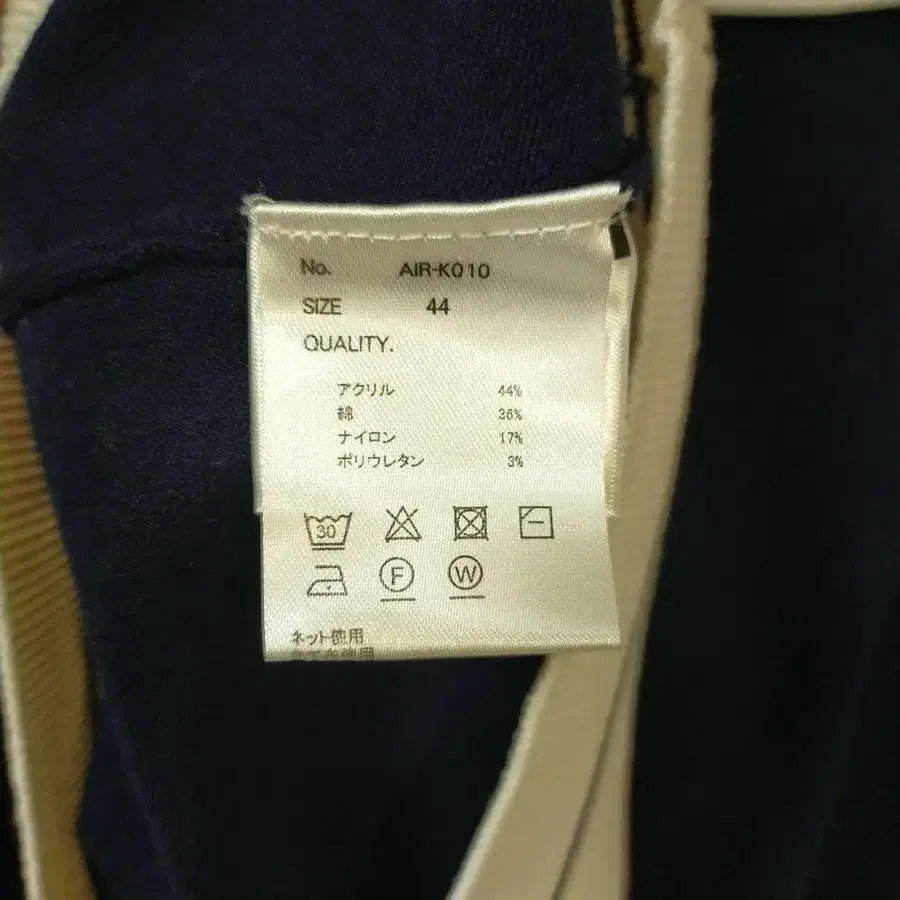 No. AIR-K010
SIZE 44
QUALITY.
アクリル 44%
綿 36%
ナイロン 17%
ポリウレタン 3%
30
F W
ネット使用